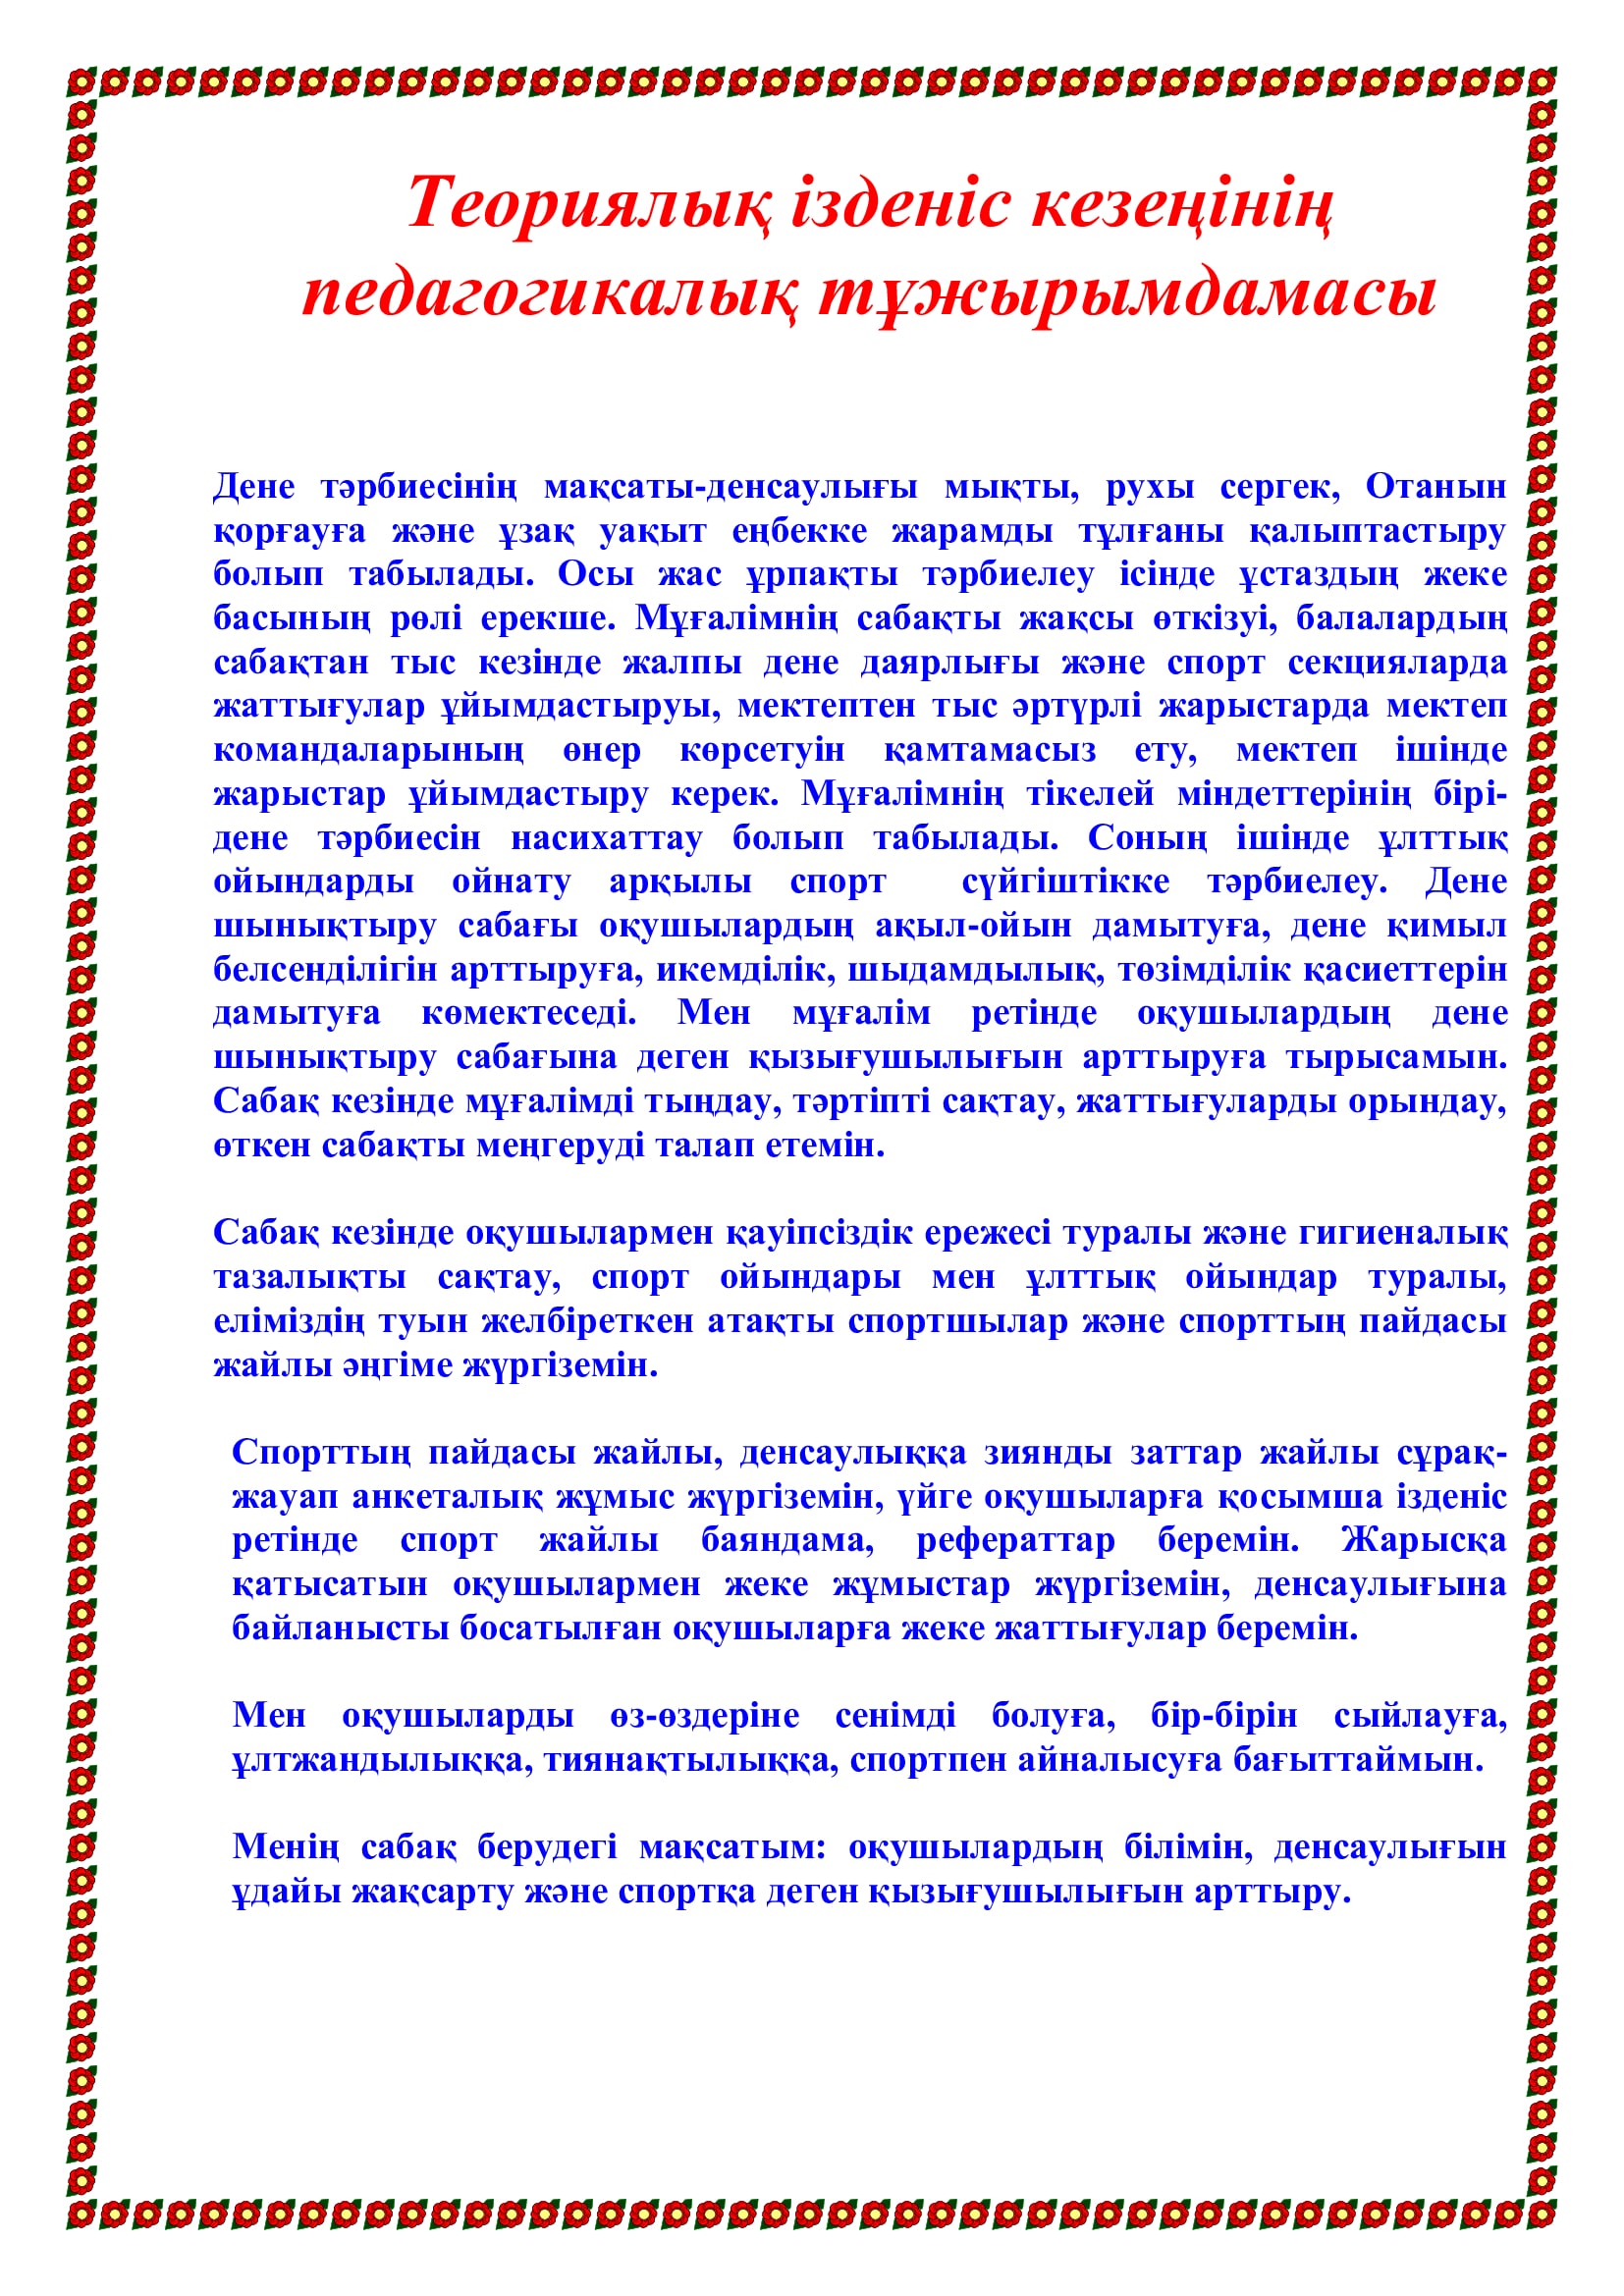 Теориялық ізденіс кезеңінің
педагогикалық тұжырымдамасы
Дене тәрбиесінің мақсаты-денсаулығы мықты, рухы сергек, Отанын
қорғауға және ұзақ уақыт еңбекке жарамды тұлғаны қалыптастыру
болып табылады. Осы жас ұрпақты тәрбиелеу ісінде ұстаздың жеке
басының рөлі ерекше. Мұғалімнің сабақты жақсы өткізуі, балалардың
сабақтан тыс кезінде жалпы дене даярлығы және спорт секцияларда
жаттығулар ұйымдастыруы, мектептен тыс әртүрлі жарыстарда мектеп
командаларының өнер көрсетуін қамтамасыз ету, мектеп ішінде
жарыстар ұйымдастыру керек. Мұғалімнің тікелей міндеттерінің бірі-
дене тәрбиесін насихаттау болып табылады. Соның ішінде ұлттық
ойындарды ойнату арқылы спорт сүйгіштікке тәрбиелеу. Дене
шынықтыру сабағы оқушылардың ақыл-ойын дамытуға, дене қимыл
белсенділігін арттыруға, икемділік, шыдамдылық, төзімділік қасиеттерін
дамытуға көмектеседі. Мен мұғалім ретінде оқушылардың дене
шынықтыру сабағына деген қызығушылығын арттыруға тырысамын.
Сабақ кезінде мұғалімді тыңдау, тәртіпті сақтау, жаттығуларды орындау,
өткен сабақты меңгеруді талап етемін.
Сабақ кезінде оқушылармен қауіпсіздік ережесі туралы және гигиеналық
тазалықты сақтау, спорт ойындары мен ұлттық ойындар туралы,
еліміздің туын желбіреткен атақты спортшылар және спорттың пайдасы
жайлы әңгіме жүргіземін.
Спорттың пайдасы жайлы, денсаулыққа зиянды заттар жайлы сұрақ-
жауап анкеталық жұмыс жүргіземін, үйге оқушыларға қосымша ізденіс
ретінде спорт жайлы баяндама, рефераттар беремін. Жарысқа
қатысатын оқушылармен жеке жұмыстар жүргіземін, денсаулығына
байланысты босатылған оқушыларға жеке жаттығулар беремін.
Мен оқушыларды өз-өздеріне сенімді болуға, бір-бірін сыйлауға,
ұлтжандылыққа, тиянақтылыққа, спортпен айналысуға бағыттаймын.
Менің сабақ берудегі мақсатым: оқушылардың білімін, денсаулығын
ұдайы жақсарту және спортқа деген қызығушылығын арттыру.